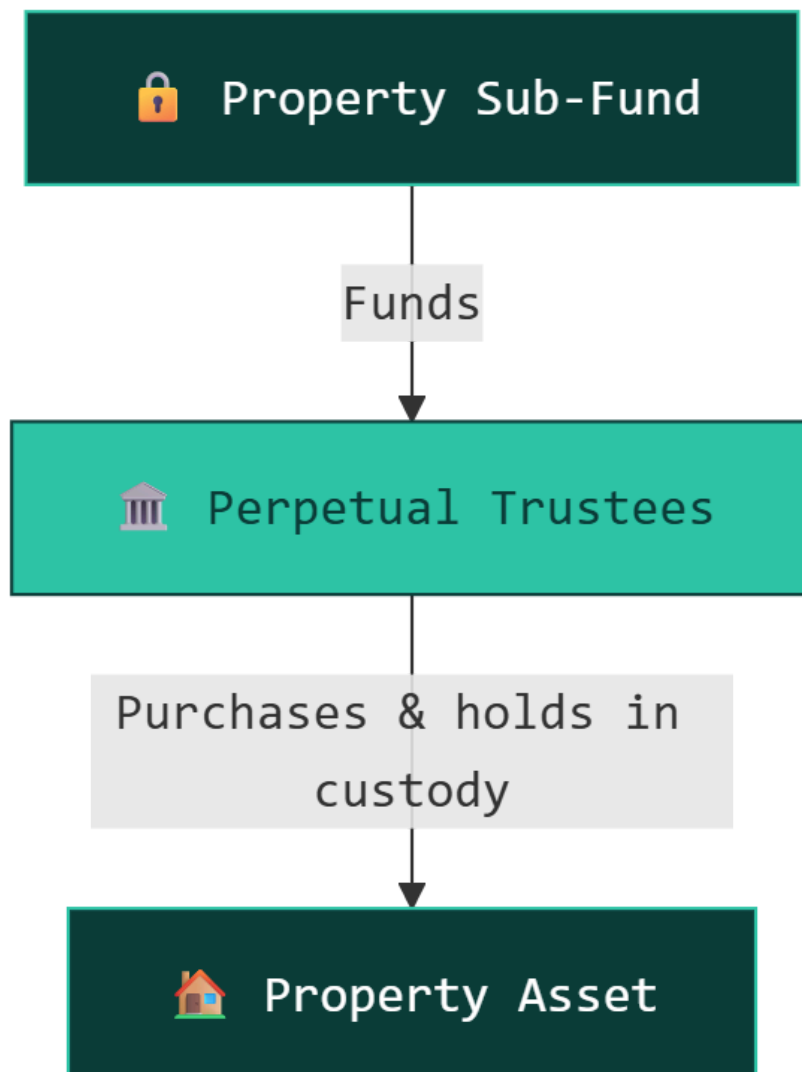 Property Sub-Fund
Funds
Perpetual Trustees
Purchases & holds in
custody
Property Asset